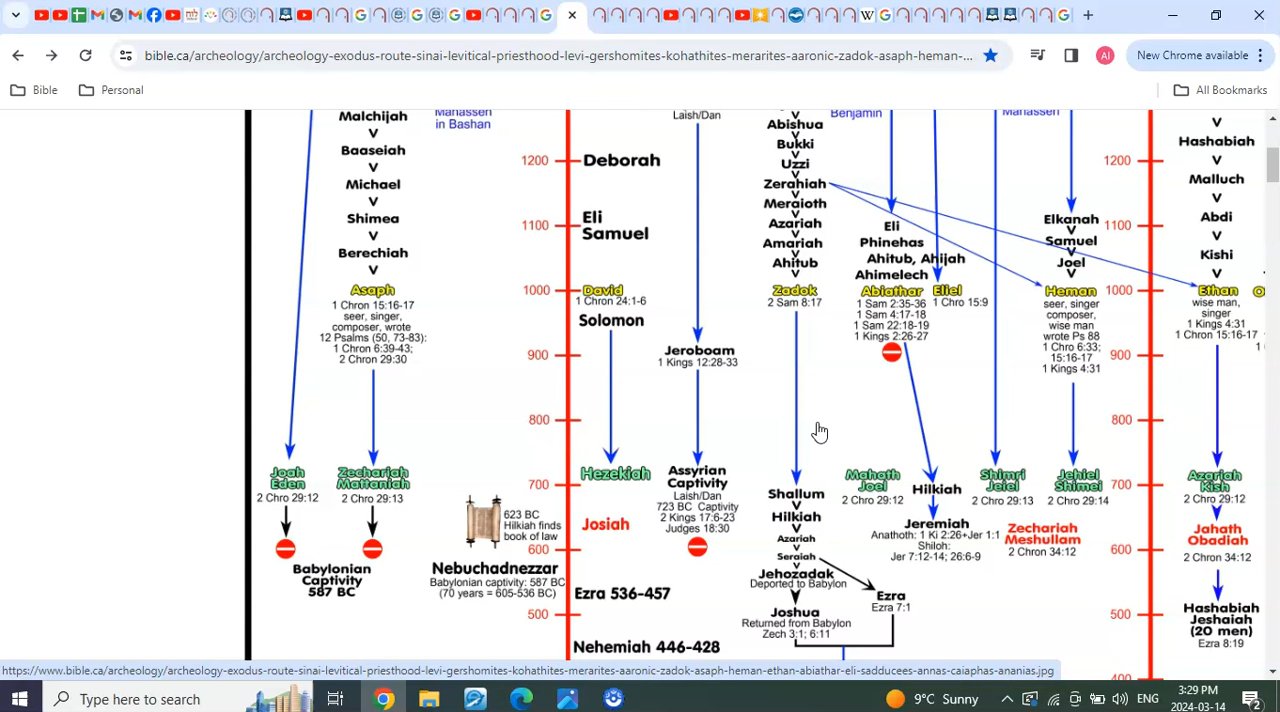 bible.ca/archeology/archeology-exodus-route-sinai-levitical-priesthood-levi-gershomites-kohathites-merarites-aaronic-zadok-asaph-heman-...
New Chrome available
Bible
Personal
All Bookmarks
Malchijah
V
Baaseiah
V
Michael
V
Shimea
V
Berechiah
V
Asaph
1 Chron 15:16-17
seer, singer,
composer, wrote
12 Psalms (50, 73-83):
1 Chron 6:39-43;
2 Chron 29:30
Manasseh
in Bashan
Joah
Eden
2 Chro 29:12
Zechariah
Mattaniah
2 Chro 29:13
Babylonian
Captivity
587 BC
623 BC
Hilkiah finds
book of law
Nebuchadnezzar
Babylonian captivity: 587 BC
(70 years = 605-536 BC)
1200
1100
1000
900
800
700
600
500
Deborah
Eli
Samuel
David
1 Chron 24:1-6
Solomon
Hezekiah
Josiah
Ezra 536-457
Nehemiah 446-428
Laish/Dan
Jeroboam
1 Kings 12:28-33
Assyrian
Captivity
Laish/Dan
723 BC Captivity
2 Kings 17:6-23
Judges 18:30
V
Abishua
V
Bukki
V
Uzzi
V
Zerahiah
V
Meraioth
V
Azariah
V
Amariah
V
Ahitub
V
Zadok
2 Sam 8:17
Shallum
V
Hilkiah
V
Azariah
V
Seraiah
V
Jehozadak
Deported to Babylon
Joshua
Returned from Babylon
Zech 3:1; 6:11
Ezra
Ezra 7:1
Benjamin
Eli
Phinehas
Ahitub, Ahijah
Ahimelech
Abiathar
1 Sam 2:35-36
1 Sam 4:17-18
1 Sam 22:18-19
1 Kings 2:26-27
Eliel
1 Chro 15:9
Mahath
Joel
2 Chro 29:12
Hilkiah
Jeremiah
Anathoth: 1 Ki 2:26+Jer 1:1
Shiloh:
Jer 7:12-14; 26:6-9
Shimri
Jeiel
2 Chro 29:13
Manasseh
Elkanah
V
Samuel
V
Joel
V
Heman
seer, singer
composer,
wise man
wrote Ps 88
1 Chro 6:33;
15:16-17
1 Kings 4:31
Jehiel
Shimei
2 Chro 29:14
Zechariah
Meshullam
2 Chron 34:12
1200
1100
1000
900
800
700
600
500
400
V
Hashabiah
V
Malluch
V
Abdi
V
Kishi
V
Ethan
wise man,
singer
1 Kings 4:31
1 Chron 15:16-17
Azariah
Kish
2 Chro 29:12
Jahath
Obadiah
2 Chron 34:12
Hashabiah
Jeshaiah
(20 men)
Ezra 8:19
https://www.bible.ca/archeology/archeology-exodus-route-sinai-levitical-priesthood-levi-gershomites-kohathites-merarites-aaronic-zadok-asaph-heman-ethan-abiathar-eli-sadducees-annas-caiaphas-ananias.jpg
Type here to search
9°C Sunny
ENG
3:29 PM
2024-03-14
2